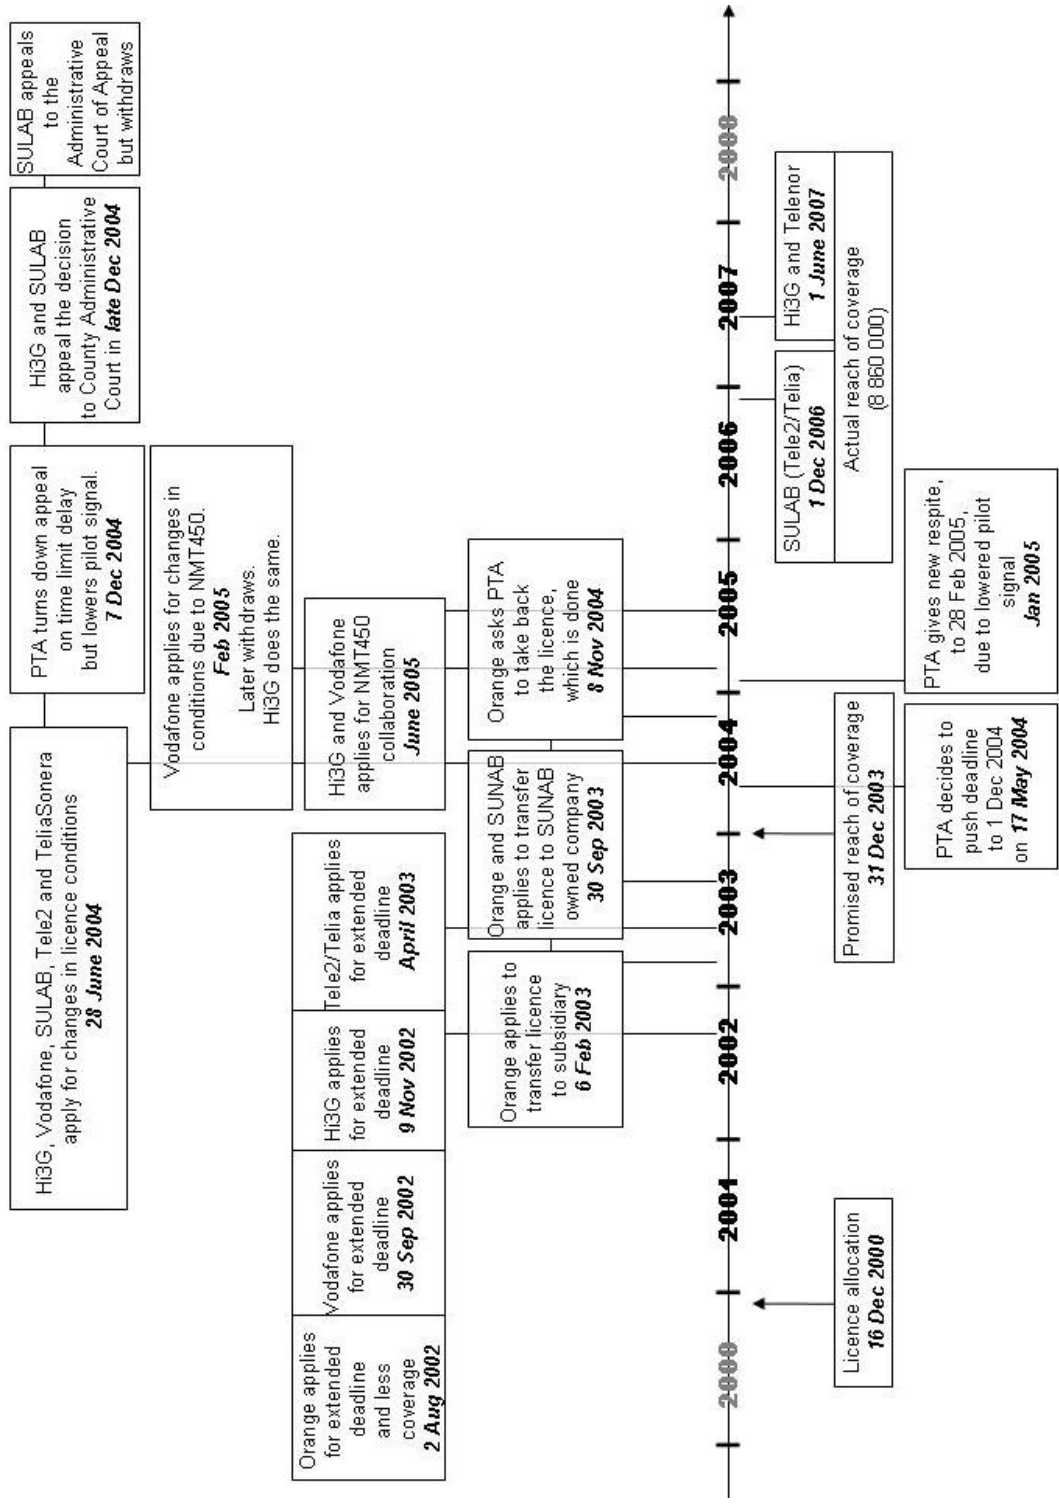 Hi3G, Vodafone, SULAB, Tele2 and TeliaSonera
apply for changes in licence conditions
28 June 2004
PTA turns down appeal
on time limit delay
but lowers pilot signal.
7 Dec 2004
Hi3G and SULAB
appeal the decision
to County Administrative
Court in late Dec 2004
SULAB appeals
to the
Administrative
Court of Appeal
but withdraws
Vodafone applies for changes in
conditions due to NMT450.
Feb 2005
Later withdraws.
Hi3G does the same.
Orange applies
for extended
deadline
and less
coverage
2 Aug 2002
Vodafone applies
for extended
deadline
30 Sep 2002
Hi3G applies
for extended
deadline
9 Nov 2002
Tele2/Telia applies
for extended
deadline
April 2003
Hi3G and Vodafone
applies for NMT450
collaboration
June 2005
Orange applies to
transfer licence
to subsidiary
6 Feb 2003
Orange and SUNAB
applies to transfer
licence to SUNAB
owned company
30 Sep 2003
Orange asks PTA
to take back
the licence,
which is done
8 Nov 2004
2000 2001 2002 2003 2004 2005 2006 2007 2008
Licence allocation
16 Dec 2000
Promised reach of coverage
31 Dec 2003
SULAB (Tele2/Telia)
1 Dec 2006
Hi3G and Telenor
1 June 2007
Actual reach of coverage
(8 860 000)
PTA decides to
push deadline
to 1 Dec 2004
on 17 May 2004
PTA gives new respite,
to 28 Feb 2005,
due to lowered pilot
signal
Jan 2005